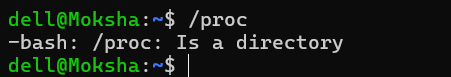 dell@Moksha:~$ /proc
-bash: /proc: Is a directory
dell@Moksha:~$